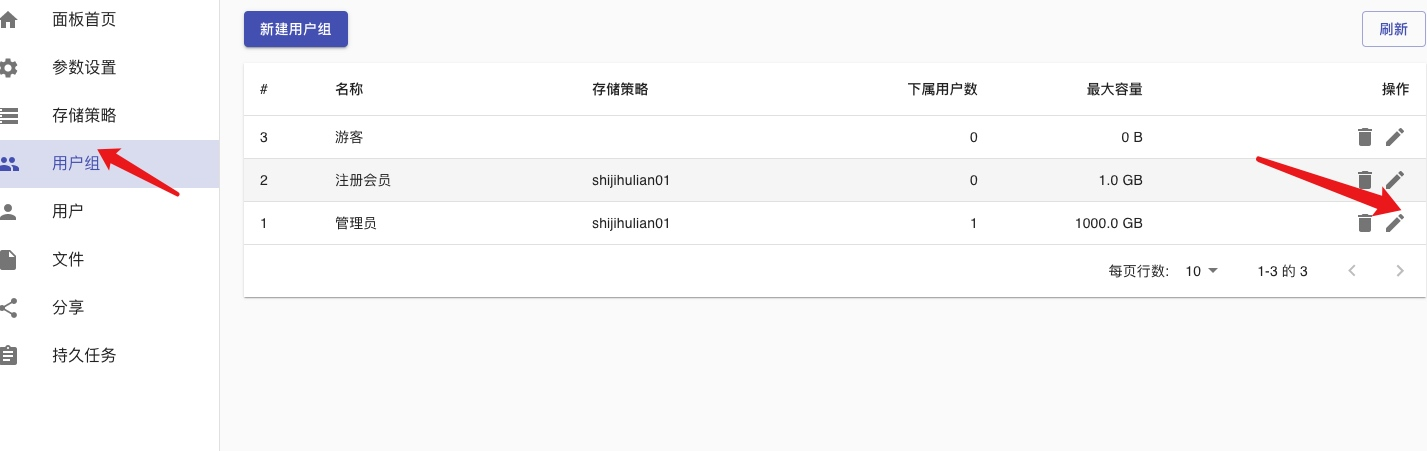 面板首页
参数设置
存储策略
用户组
用户
文件
分享
持久任务
新建用户组 刷新
# 名称 存储策略 下属用户数 最大容量 操作
3 游客 0 0 B
2 注册会员 shijihulian01 0 1.0 GB
1 管理员 shijihulian01 1 1000.0 GB
每页行数: 10 1-3 的 3